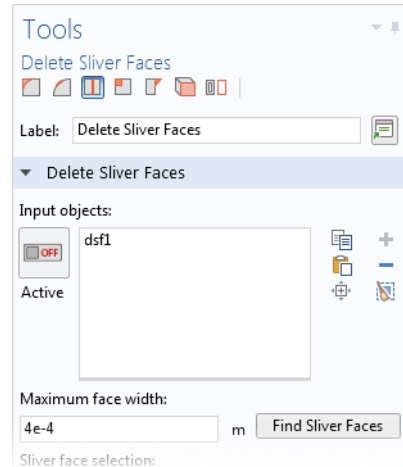 Tools
Delete Sliver Faces
Label: Delete Sliver Faces
Delete Sliver Faces
Input objects:
OFF dsf1
Active
Maximum face width:
4e-4 m Find Sliver Faces
Sliver face selection: